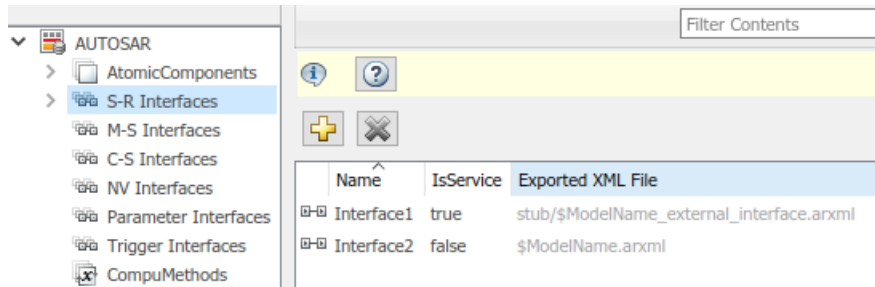 Filter Contents
AUTOSAR
AtomicComponents
S-R Interfaces
M-S Interfaces
C-S Interfaces
NV Interfaces
Parameter Interfaces
Trigger Interfaces
CompuMethods
Name IsService Exported XML File
Interface1 true stub/$ModelName_external_interface.arxml
Interface2 false $ModelName.arxml